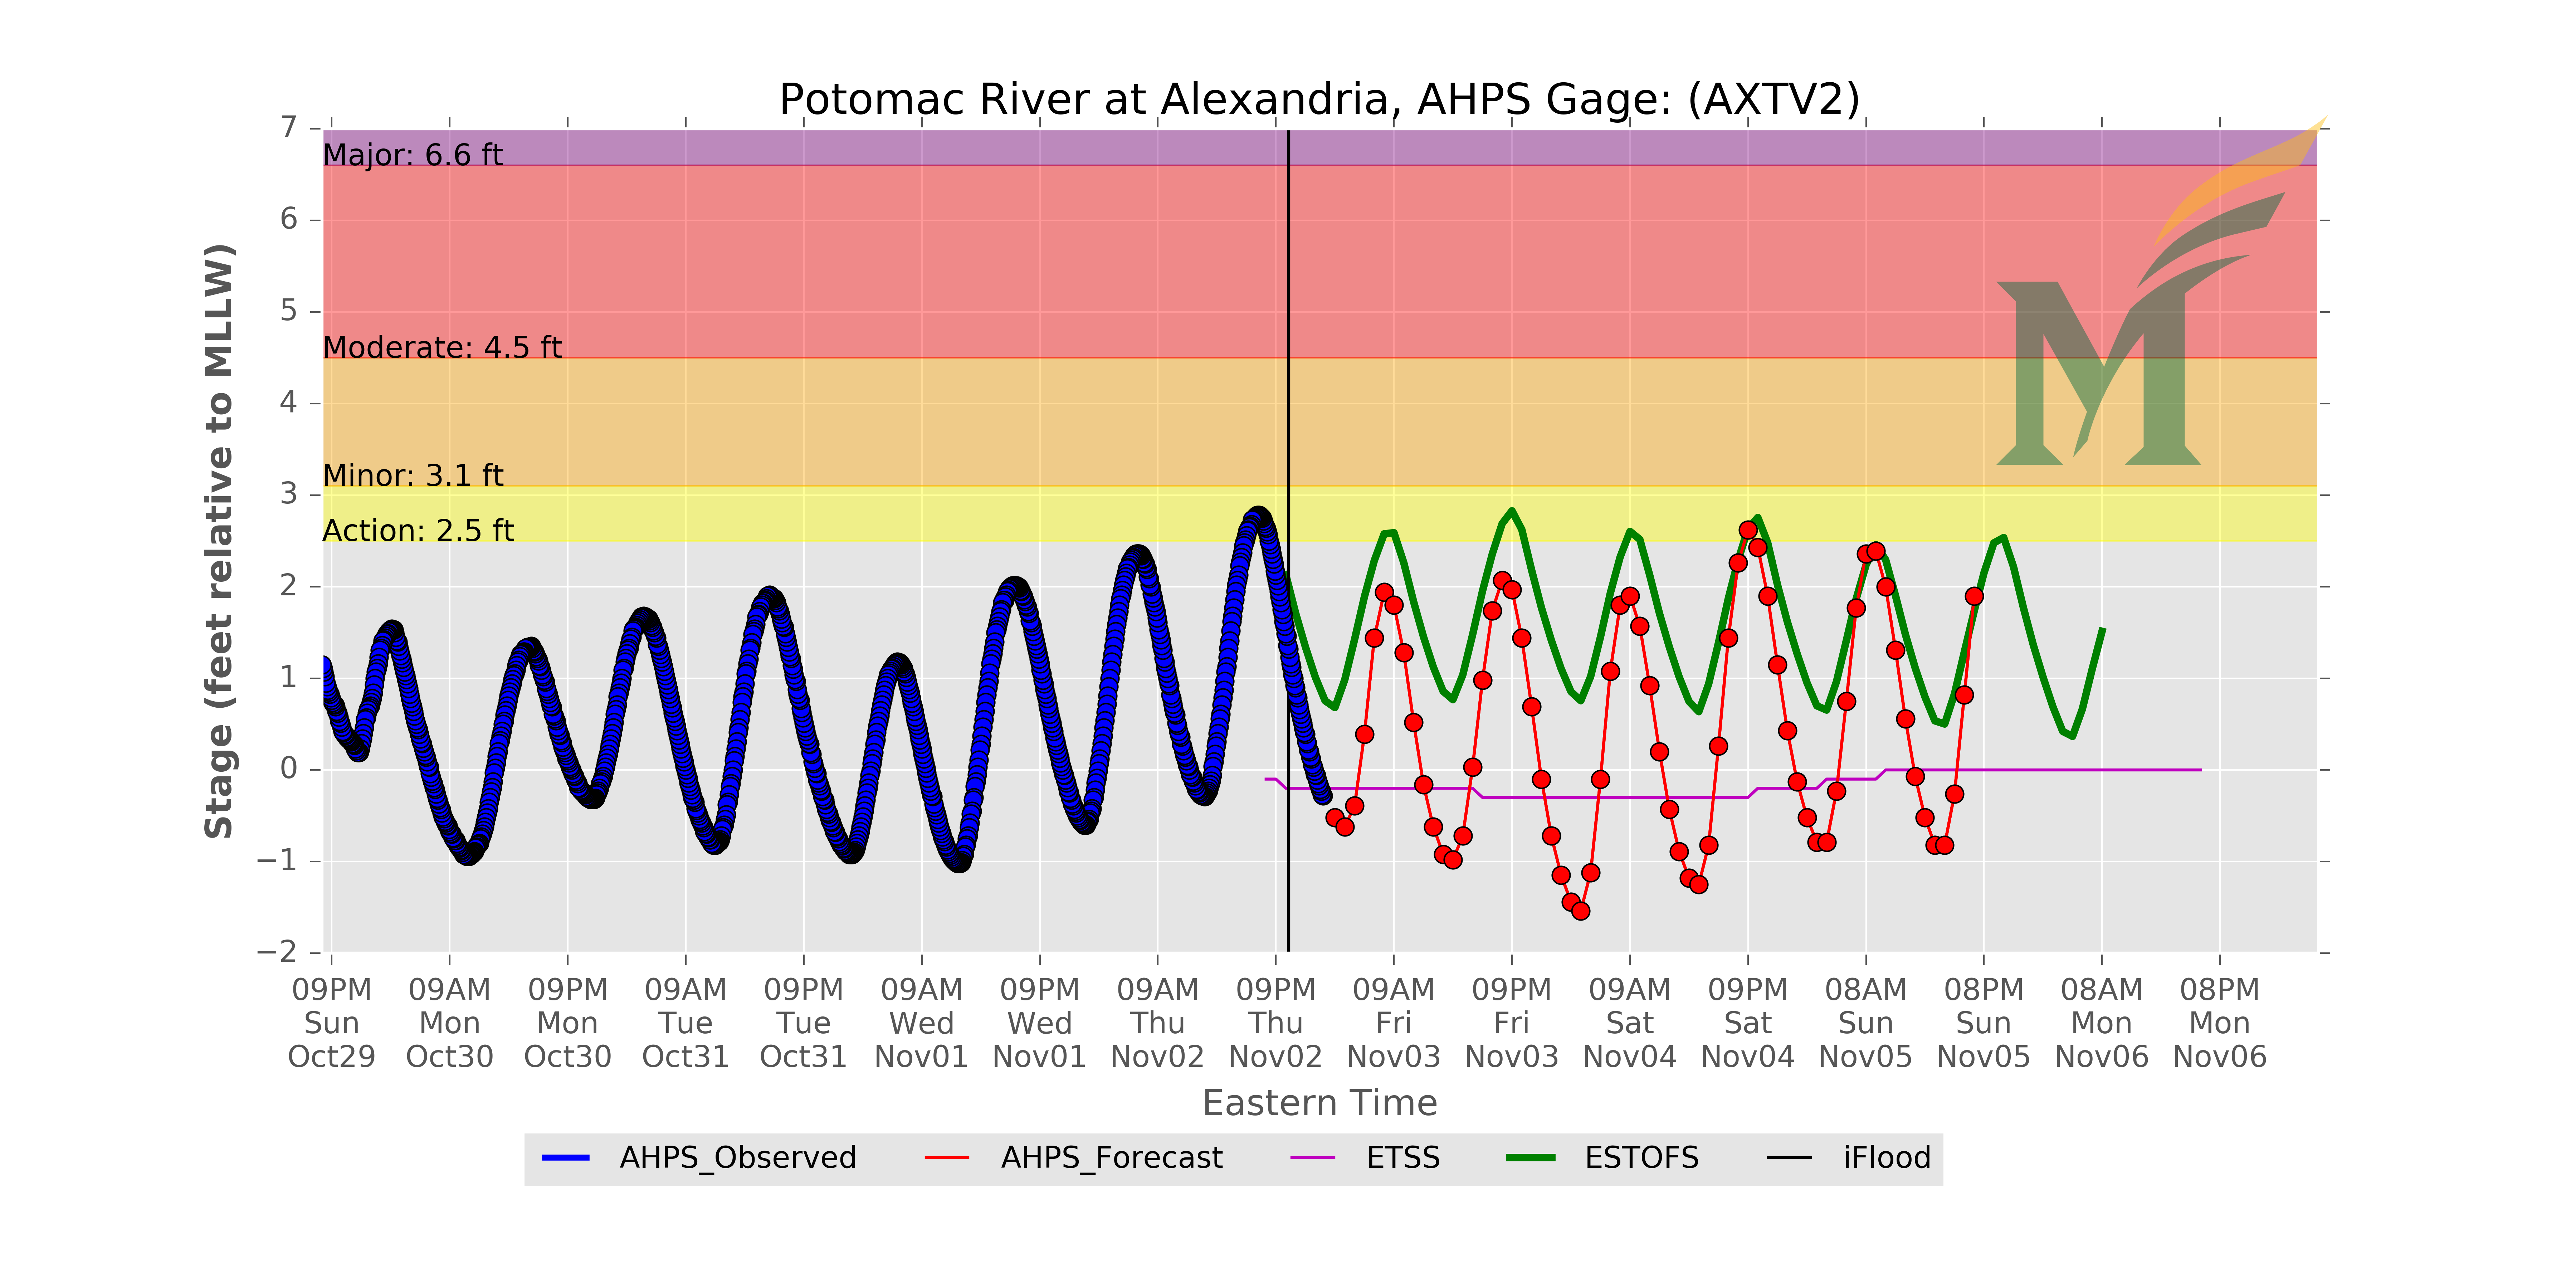 Potomac River at Alexandria, AHPS Gage: (AXTV2)
7
Major: 6.6 ft
6
5
Moderate: 4.5 ft
4
Minor: 3.1 ft
3
Action: 2.5 ft
2
1
0
−1
−2
Stage (feet relative to MLLW)
09PM Sun Oct29
09AM Mon Oct30
09PM Mon Oct30
09AM Tue Oct31
09PM Tue Oct31
09AM Wed Nov01
09PM Wed Nov01
09AM Thu Nov02
09PM Thu Nov02
09AM Fri Nov03
09PM Fri Nov03
09AM Sat Nov04
09PM Sat Nov04
08AM Sun Nov05
08PM Sun Nov05
08AM Mon Nov06
08PM Mon Nov06
Eastern Time
AHPS_Observed
AHPS_Forecast
ETSS
ESTOFS
iFlood
M